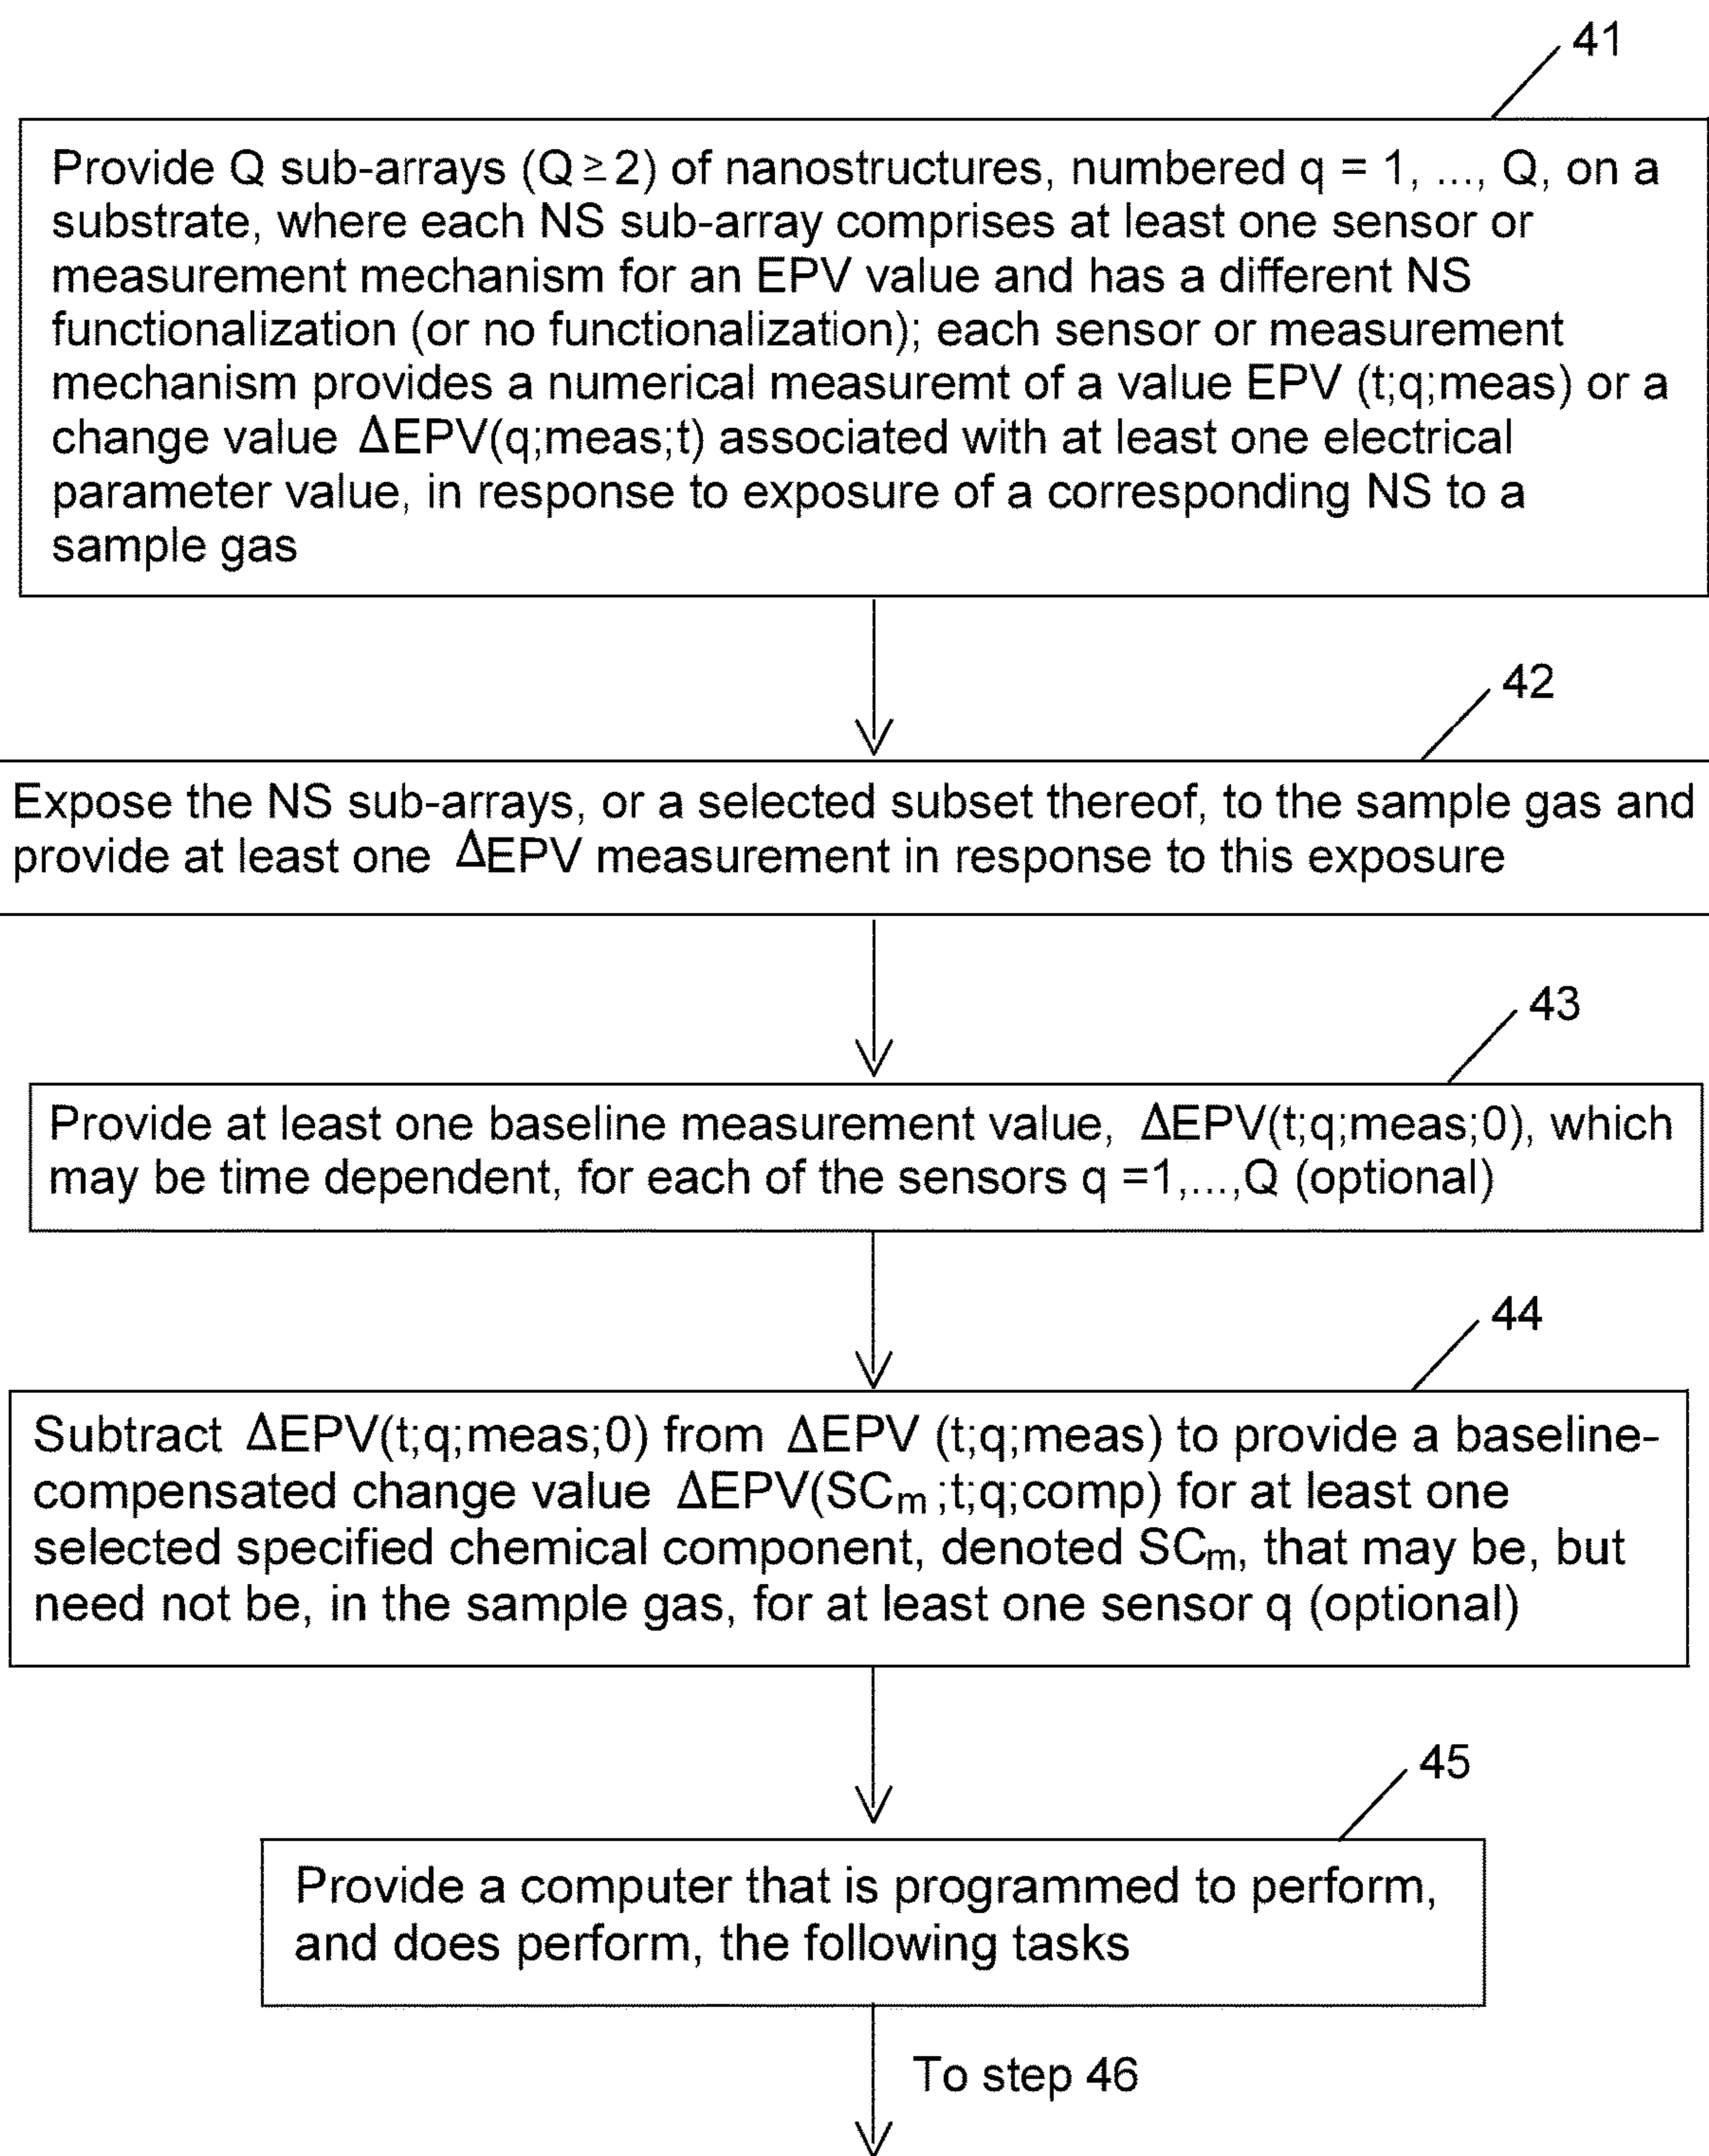 41
Provide Q sub-arrays (Q ≥ 2) of nanostructures, numbered q = 1, ..., Q, on a
substrate, where each NS sub-array comprises at least one sensor or
measurement mechanism for an EPV value and has a different NS
functionalization (or no functionalization); each sensor or measurement
mechanism provides a numerical measuremt of a value EPV (t;q;meas) or a
change value ΔEPV(q;meas;t) associated with at least one electrical
parameter value, in response to exposure of a corresponding NS to a
sample gas
42
Expose the NS sub-arrays, or a selected subset thereof, to the sample gas and
provide at least one ΔEPV measurement in response to this exposure
43
Provide at least one baseline measurement value, ΔEPV(t;q;meas;0), which
may be time dependent, for each of the sensors q =1,...,Q (optional)
44
Subtract ΔEPV(t;q;meas;0) from ΔEPV (t;q;meas) to provide a baseline-
compensated change value ΔEPV(SCm;t;q;comp) for at least one
selected specified chemical component, denoted SCm, that may be, but
need not be, in the sample gas, for at least one sensor q (optional)
45
Provide a computer that is programmed to perform,
and does perform, the following tasks
To step 46